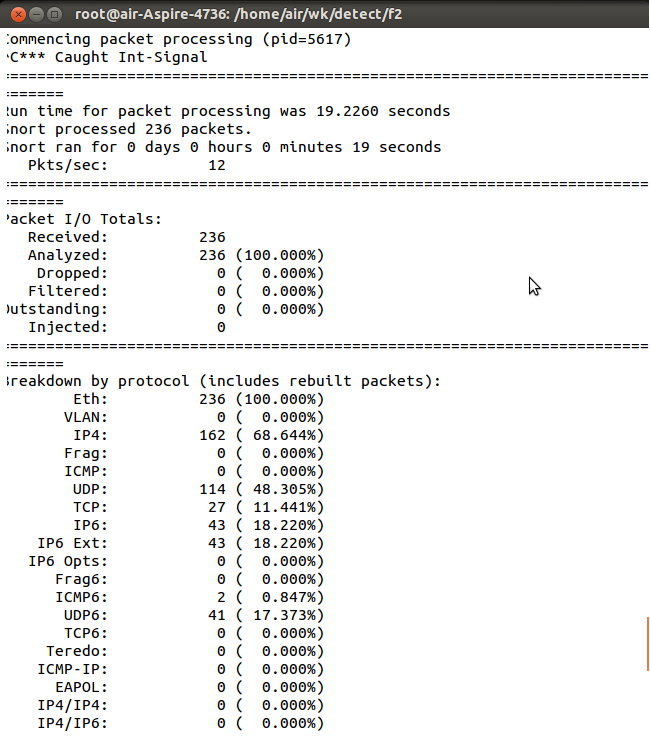 root@air-Aspire-4736: /home/air/wk/detect/f2
Commencing packet processing (pid=5617)
^C*** Caught Int-Signal
===============================================================================
Run time for packet processing was 19.2260 seconds
Snort processed 236 packets.
Snort ran for 0 days 0 hours 0 minutes 19 seconds
   Pkts/sec:           12
===============================================================================
Packet I/O Totals:
   Received:          236
   Analyzed:          236 (100.000%)
    Dropped:            0 (  0.000%)
   Filtered:            0 (  0.000%)
Outstanding:            0 (  0.000%)
   Injected:            0
===============================================================================
Breakdown by protocol (includes rebuilt packets):
        Eth:          236 (100.000%)
       VLAN:            0 (  0.000%)
        IP4:          162 ( 68.644%)
       Frag:            0 (  0.000%)
       ICMP:            0 (  0.000%)
        UDP:          114 ( 48.305%)
        TCP:           27 ( 11.441%)
        IP6:           43 ( 18.220%)
    IP6 Ext:           43 ( 18.220%)
   IP6 Opts:            0 (  0.000%)
      Frag6:            0 (  0.000%)
      ICMP6:            2 (  0.847%)
       UDP6:           41 ( 17.373%)
       TCP6:            0 (  0.000%)
     Teredo:            0 (  0.000%)
    ICMP-IP:            0 (  0.000%)
      EAPOL:            0 (  0.000%)
    IP4/IP4:            0 (  0.000%)
    IP4/IP6:            0 (  0.000%)